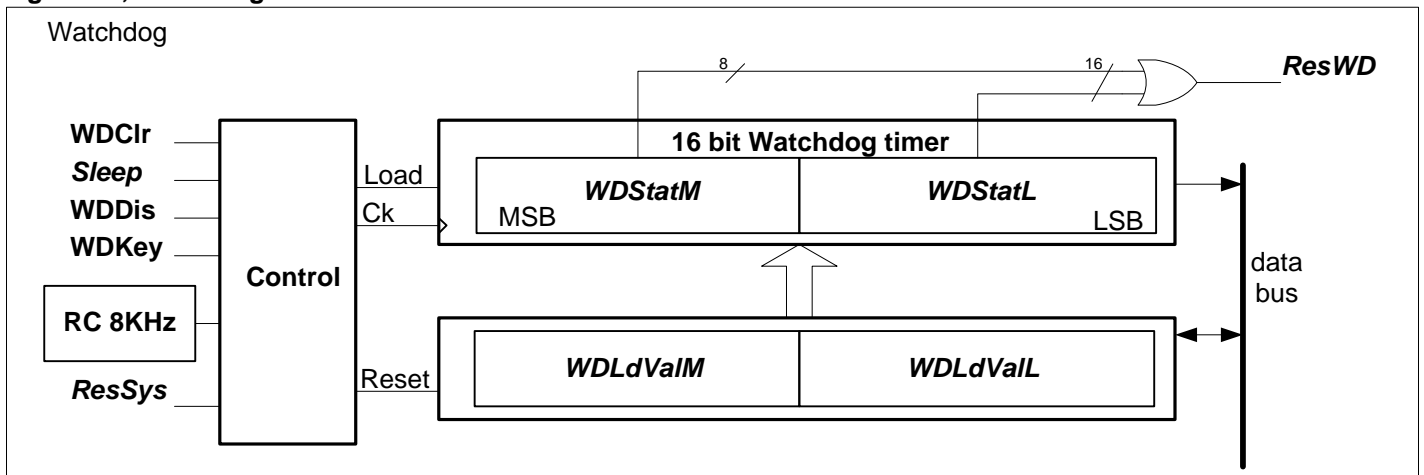 Watchdog
8
16
ResWD
WDClr
Sleep
WDDis
WDKey
RC 8KHz
ResSys
Control
Load
Ck
Reset
16 bit Watchdog timer
WDStatM
WDStatL
MSB
LSB
WDLdValM
WDLdValL
data
bus